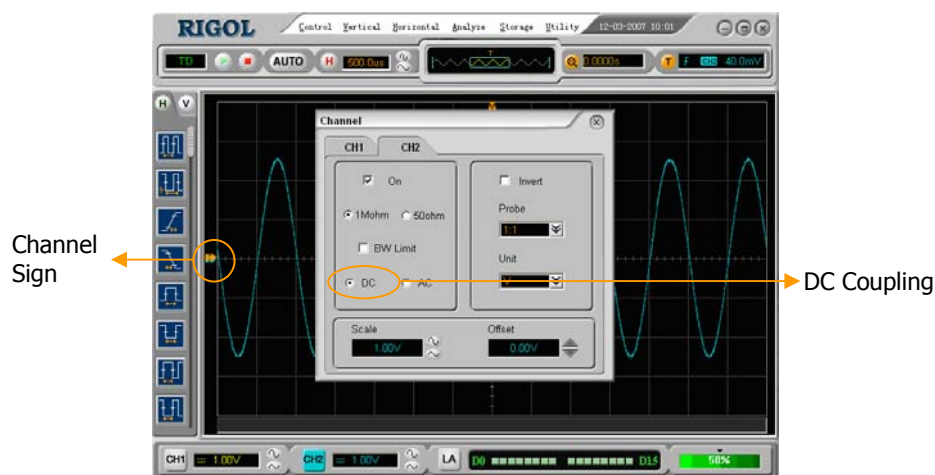 RIGOL Control Vertical Horizontal Analyze Storage Utility 12-03-2007 10:01
TD AUTO H 500.0us 0.0000s T CH2 40.0mV
H V
T
Channel
CH1 CH2
On Invert
1Mohm 50ohm Probe
1:1
BW Limit
Unit
DC AC V
Scale Offset
1.00V 0.00V
Channel
Sign
DC Coupling
CH1 1.00V CH2 1.00V LA D0 D15 50%